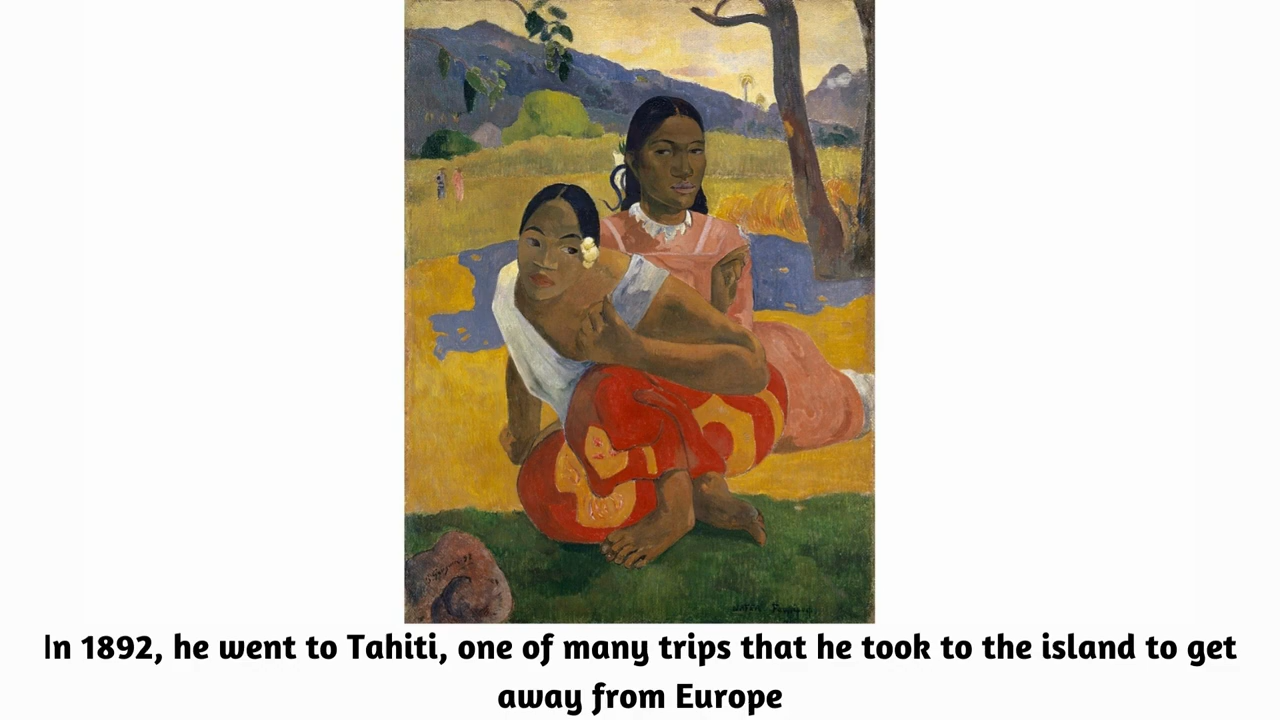 In 1892, he went to Tahiti, one of many trips that he took to the island to get
away from Europe